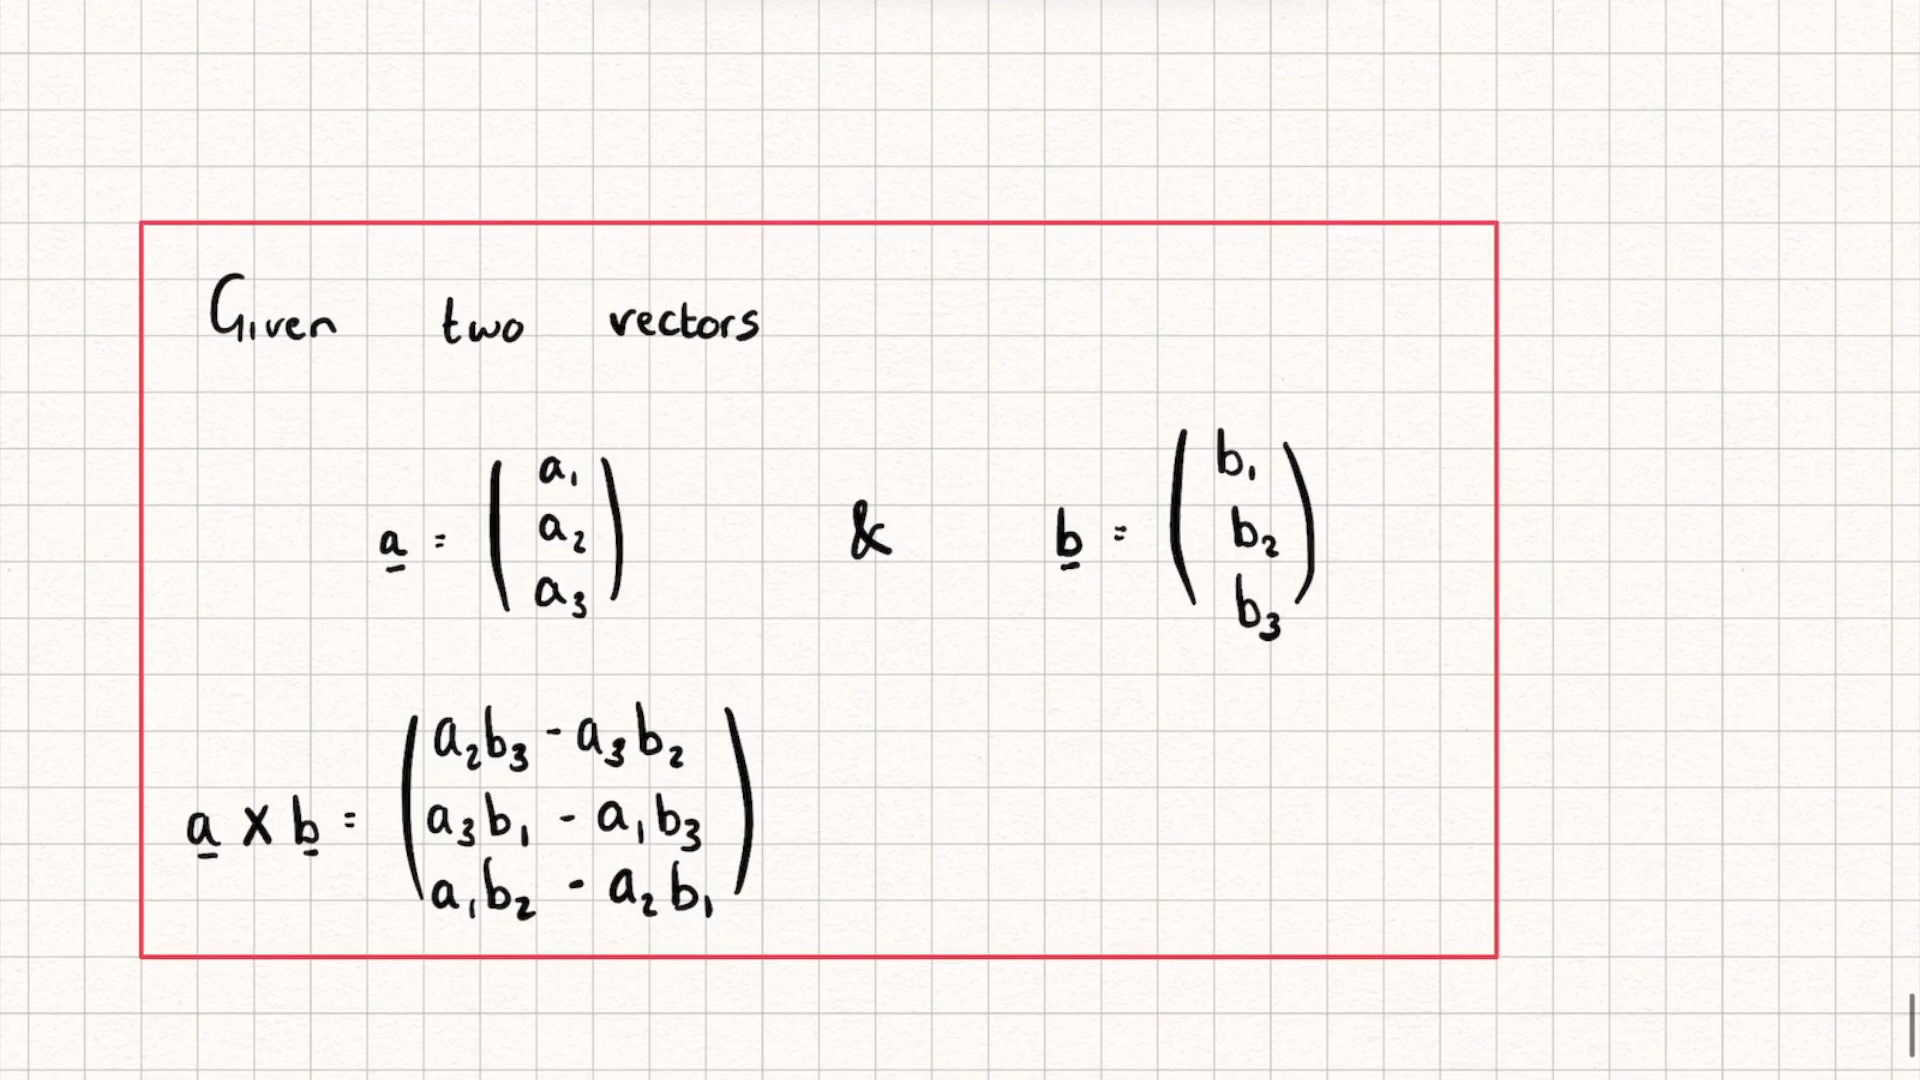 Given two vectors
a = ( a₁ a₂ a₃ ) & b = ( b₁ b₂ b₃ )
a × b = ( a₂b₃ - a₃b₂
a₃b₁ - a₁b₃
a₁b₂ - a₂b₁ )